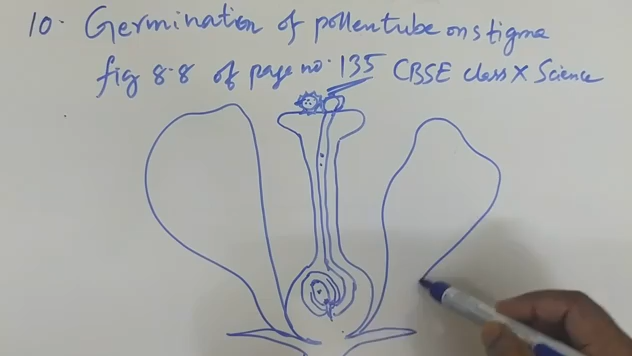 10. Germination of pollentube on stigma
fig 8.8 of page no. 135 CBSE class X Science